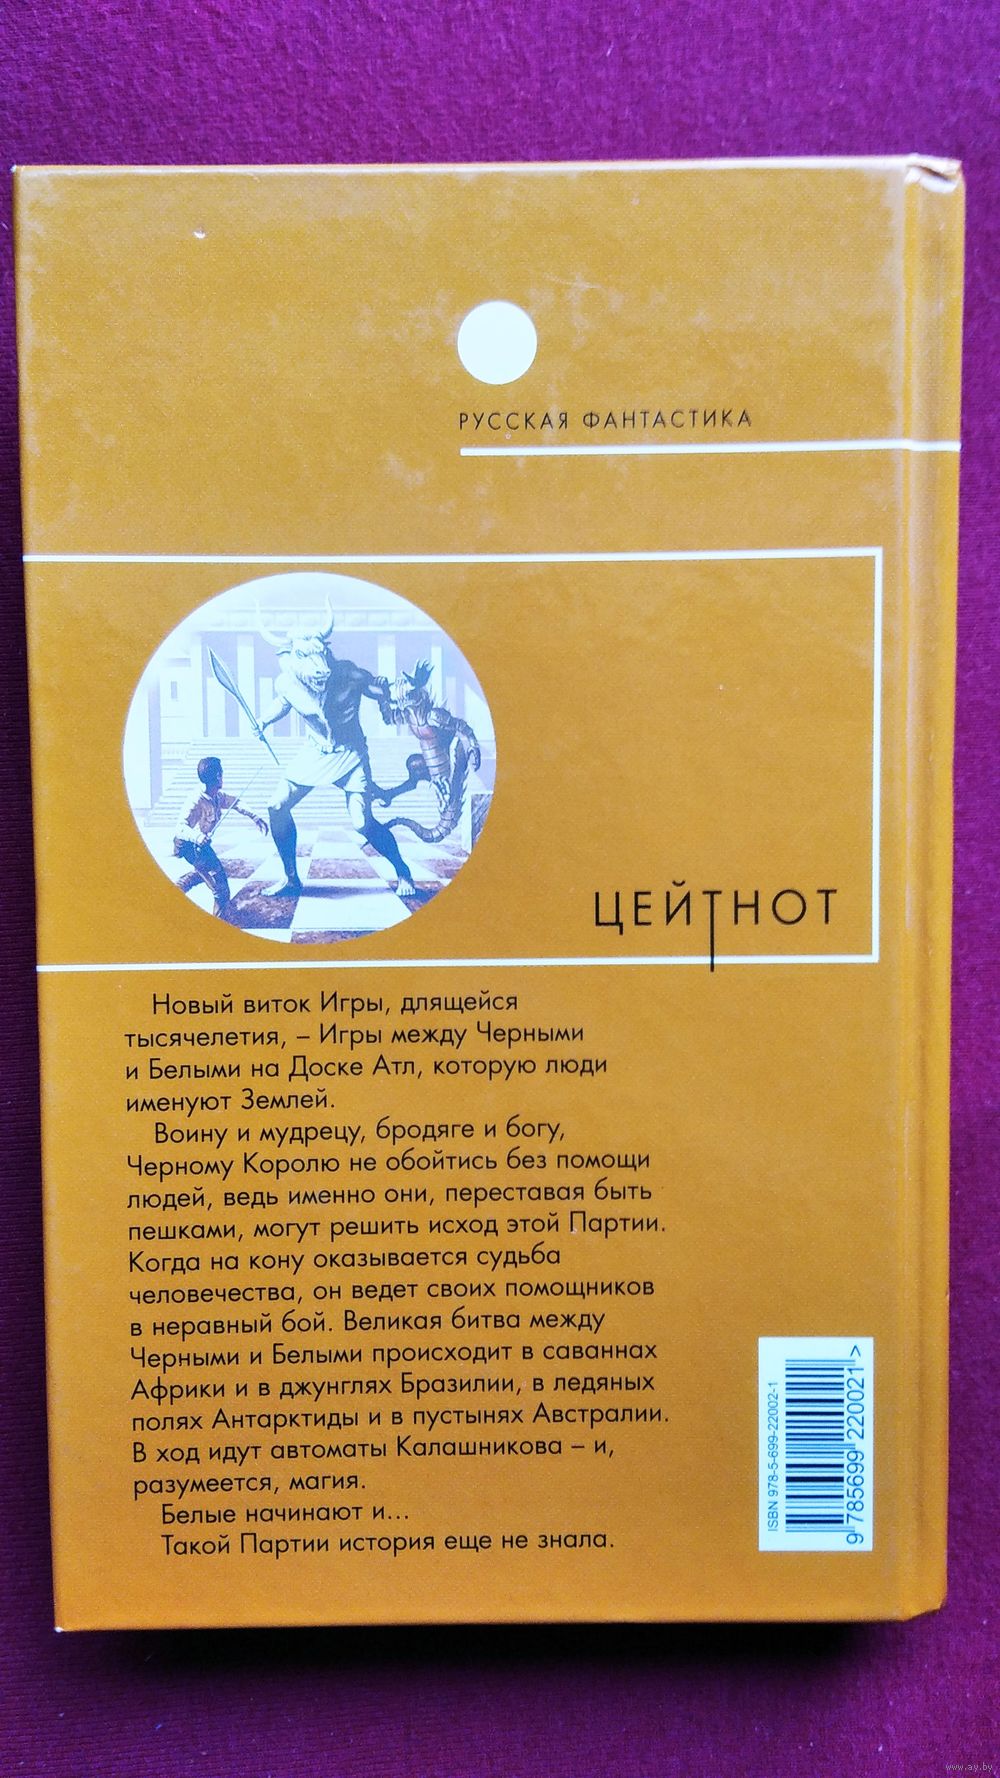 РУССКАЯ ФАНТАСТИКА
ЦЕЙТНОТ
Новый виток Игры, длящейся
тысячелетия, – Игры между Черными
и Белыми на Доске Атл, которую люди
именуют Землей.
Воину и мудрецу, бродяге и богу,
Черному Королю не обойтись без помощи
людей, ведь именно они, переставая быть
пешками, могут решить исход этой Партии.
Когда на кону оказывается судьба
человечества, он ведет своих помощников
в неравный бой. Великая битва между
Черными и Белыми происходит в саваннах
Африки и в джунглях Бразилии, в ледяных
полях Антарктиды и в пустынях Австралии.
В ход идут автоматы Калашникова – и,
разумеется, магия.
Белые начинают и...
Такой Партии история еще не знала.
ISBN 978-5-699-22002-1
9 785699 220021 >
www.ay.by